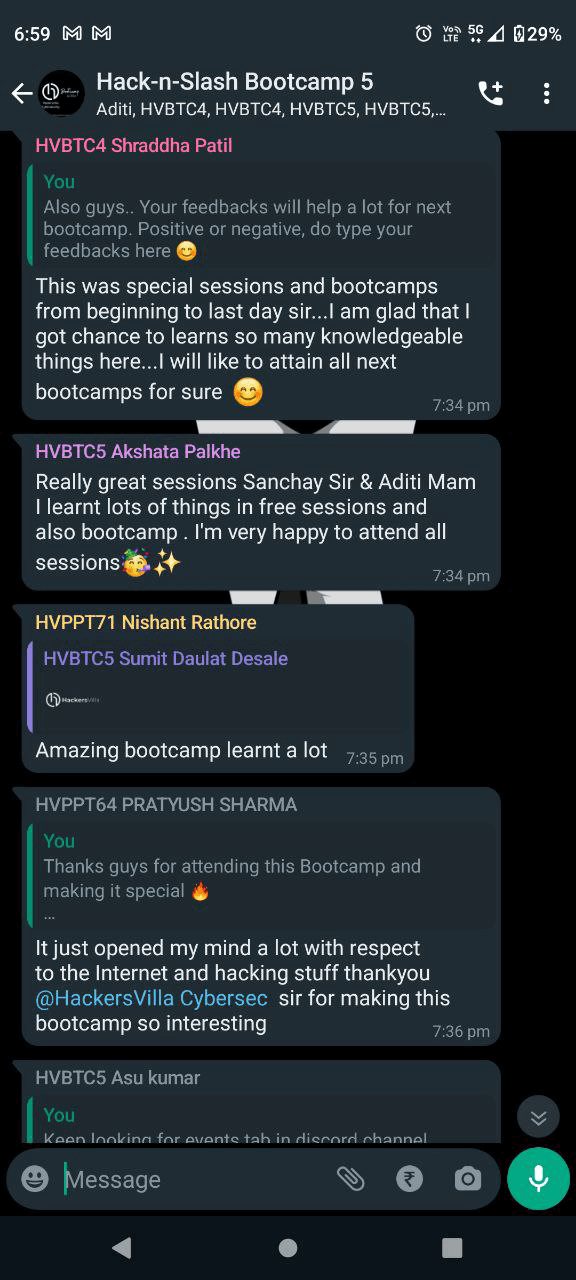 6:59
Vo))
LTE
5G
29%
Hack-n-Slash Bootcamp 5
Aditi, HVBTC4, HVBTC4, HVBTC5, HVBTC5,...
HVBTC4 Shraddha Patil
You
Also guys.. Your feedbacks will help a lot for next
bootcamp. Positive or negative, do type your
feedbacks here 😊
This was special sessions and bootcamps
from beginning to last day sir...I am glad that I
got chance to learns so many knowledgeable
things here...I will like to attain all next
bootcamps for sure 😊
7:34 pm
HVBTC5 Akshata Palkhe
Really great sessions Sanchay Sir & Aditi Mam
I learnt lots of things in free sessions and
also bootcamp . I'm very happy to attend all
sessions🥳✨
7:34 pm
HVPPT71 Nishant Rathore
HVBTC5 Sumit Daulat Desale
HackersVilla
Amazing bootcamp learnt a lot
7:35 pm
HVPPT64 PRATYUSH SHARMA
You
Thanks guys for attending this Bootcamp and
making it special 🔥
...
It just opened my mind a lot with respect
to the Internet and hacking stuff thankyou
@HackersVilla Cybersec sir for making this
bootcamp so interesting
7:36 pm
HVBTC5 Asu kumar
You
Keep looking for events tab in discord channel
Message
₹